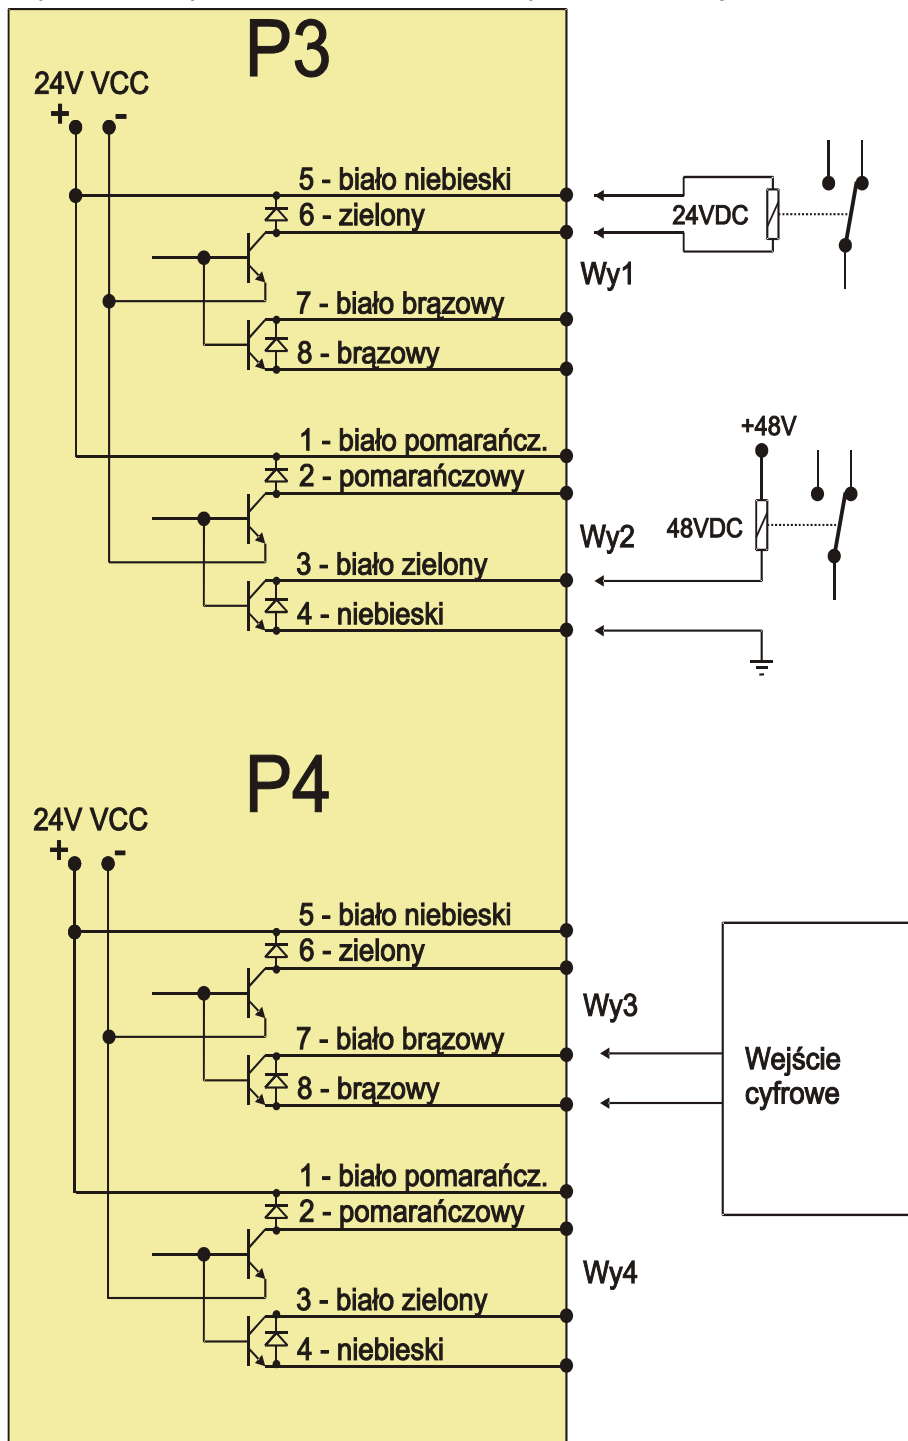 P3
24V VCC
+ -
5 - biało niebieski
6 - zielony
24VDC
Wy1
7 - biało brązowy
8 - brązowy
+48V
1 - biało pomarańcz.
2 - pomarańczowy
Wy2
48VDC
3 - biało zielony
4 - niebieski
P4
24V VCC
+ -
5 - biało niebieski
6 - zielony
Wy3
7 - biało brązowy
8 - brązowy
Wejście
cyfrowe
1 - biało pomarańcz.
2 - pomarańczowy
Wy4
3 - biało zielony
4 - niebieski